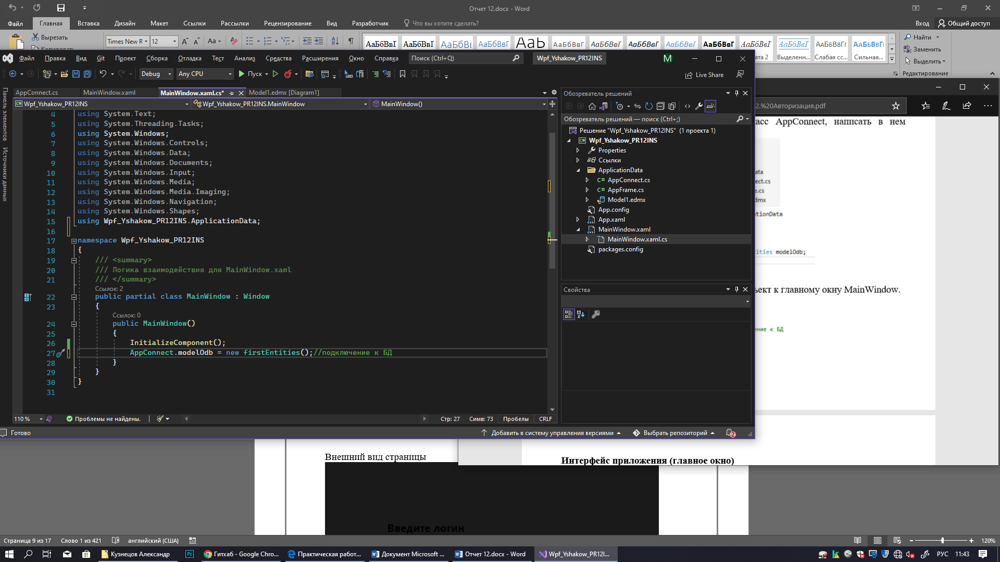 Отчет 12.docx - Word
Файл Главная Вставка Дизайн Макет Ссылки Рассылки Рецензирование Вид Разработчик Что вы хотите сделать? Вход Общий доступ
Вырезать
Times New R 12
Аа
АаБбВвІ АаБбВвІ АаБбВ АаБбВвГ АаБ АаБбВвГ АаБбВвГ АаБбВвГ АаБбВвГ АаБбВвГ
Выделенн... Слабая сс... Сильная...
Найти
Заменить
Выделить
Редактирование
Файл Правка Вид Git Проект Сборка Отладка Тест Анализ Средства Расширения Окно Справка Поиск (Ctrl+Q) Wpf_Yshakow_PR12INS M
Debug Any CPU Пуск Live Share
Панель элементов
Источники данных
AppConnect.cs MainWindow.xaml MainWindow.xaml.cs* Model1.edmx [Diagram1]
Wpf_Yshakow_PR12INS Wpf_Yshakow_PR12INS.MainWindow MainWindow()
4 using System.Text;
5 using System.Threading.Tasks;
6 using System.Windows;
7 using System.Windows.Controls;
8 using System.Windows.Data;
9 using System.Windows.Documents;
10 using System.Windows.Input;
11 using System.Windows.Media;
12 using System.Windows.Media.Imaging;
13 using System.Windows.Navigation;
14 using System.Windows.Shapes;
15 using Wpf_Yshakow_PR12INS.ApplicationData;
16
17 namespace Wpf_Yshakow_PR12INS
18 {
19 /// <summary>
20 /// Логика взаимодействия для MainWindow.xaml
21 /// </summary>
Ссылок: 2
22 public partial class MainWindow : Window
23 {
Ссылок: 0
24 public MainWindow()
25 {
26 InitializeComponent();
27 AppConnect.modelOdb = new firstEntities();//подключение к БД
28 }
29 }
30 }
31
110 % Проблемы не найдены. Стр: 27 Симв: 73 Пробелы CRLF
Готово Добавить в систему управления версиями Выбрать репозиторий 2
Обозреватель решений
Обозреватель решений — поиск (Ctrl+;)
Решение "Wpf_Yshakow_PR12INS" (1 проекта 1)
Wpf_Yshakow_PR12INS
Properties
Ссылки
ApplicationData
AppConnect.cs
AppFrame.cs
Model1.edmx
App.config
App.xaml
MainWindow.xaml
MainWindow.xaml.cs
packages.config
Свойства
2.%20Авторизация.pdf
асс AppConnect, написать в нем
ata
ect.cs
e.cs
dmx
ationData
ities modelOdb;
ъект к главному окну MainWindow.
ение к БД
Интерфейс приложения (главное окно)
Внешний вид страницы
Введите логин
Страница 9 из 17 Слово 1 из 421 английский (США) 120%
Кузнецов Александр Ps Гитхаб - Google Chro... Практическая работ... Документ Microsoft ... Отчет 12.docx - Word Wpf_Yshakow_PR12I... РУС 11:43